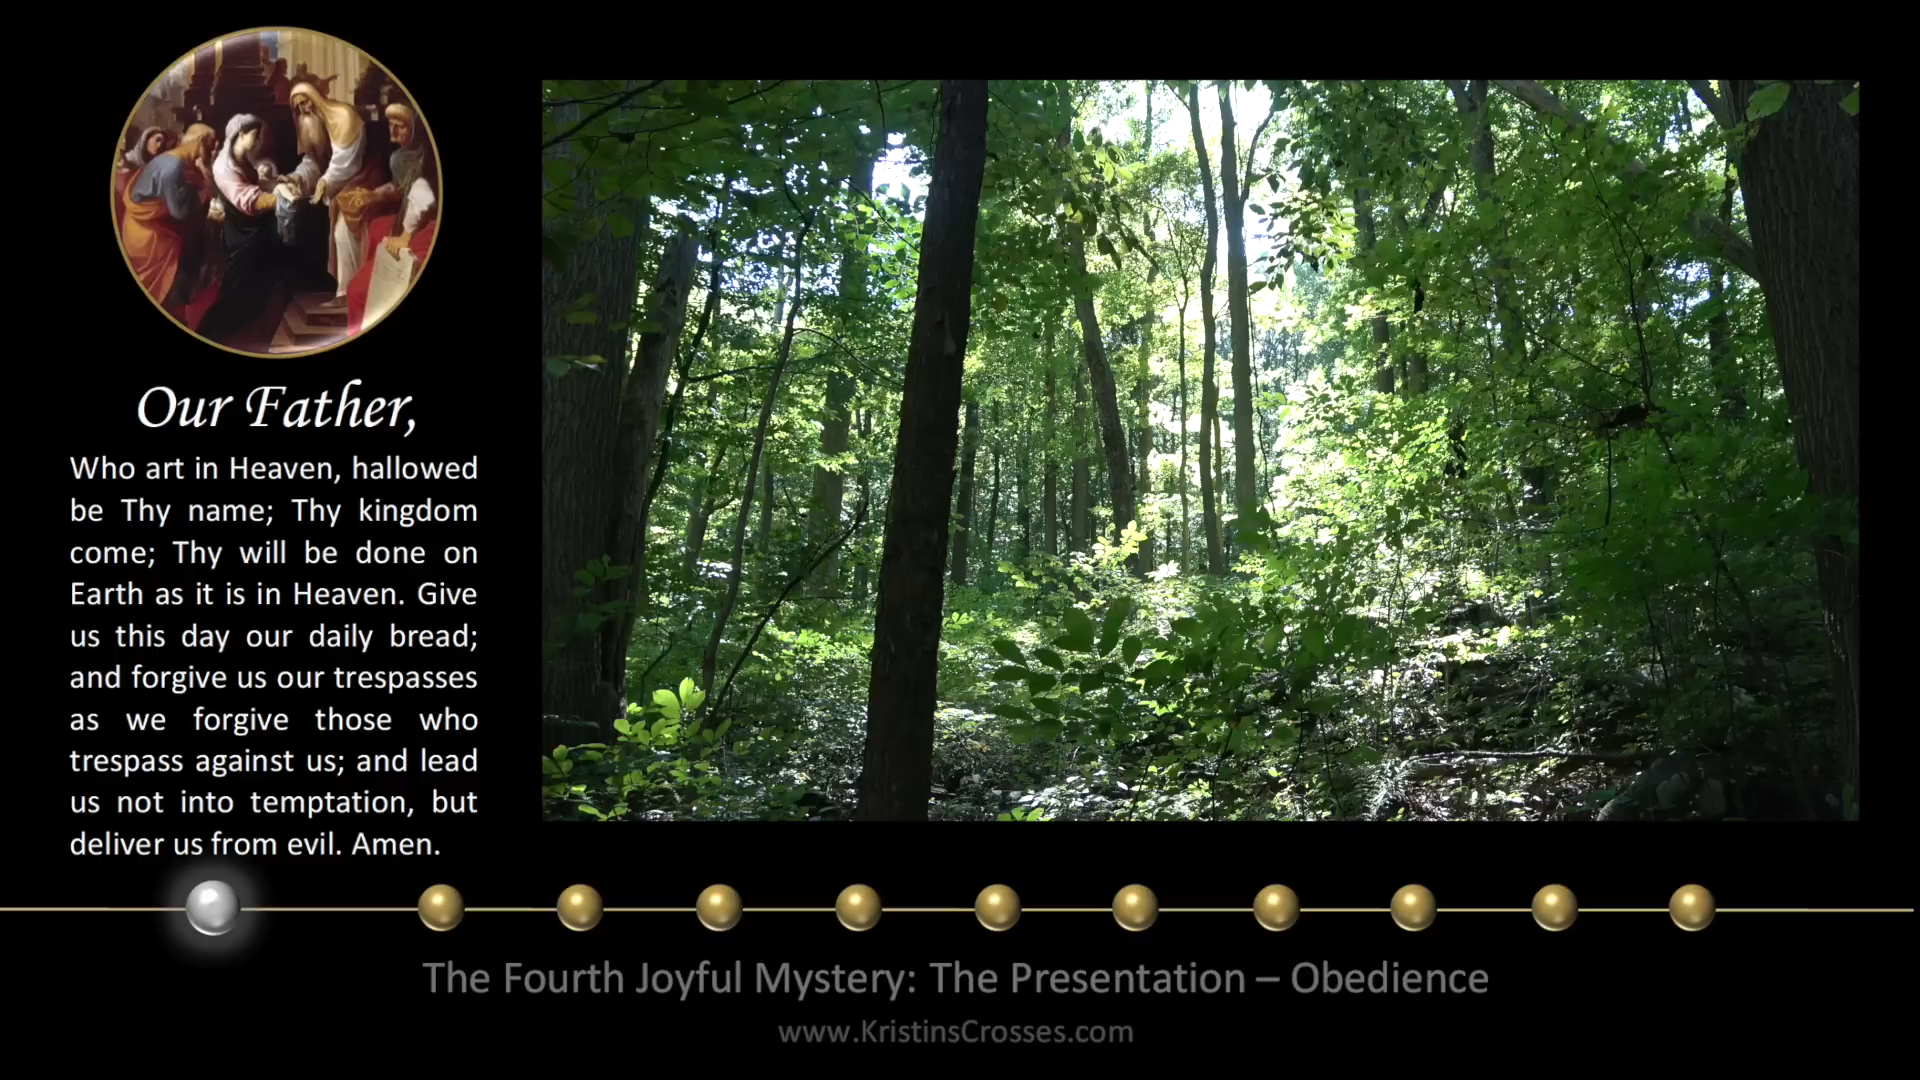 Our Father,
Who art in Heaven, hallowed
be Thy name; Thy kingdom
come; Thy will be done on
Earth as it is in Heaven. Give
us this day our daily bread;
and forgive us our trespasses
as we forgive those who
trespass against us; and lead
us not into temptation, but
deliver us from evil. Amen.
The Fourth Joyful Mystery: The Presentation – Obedience
www.KristinsCrosses.com